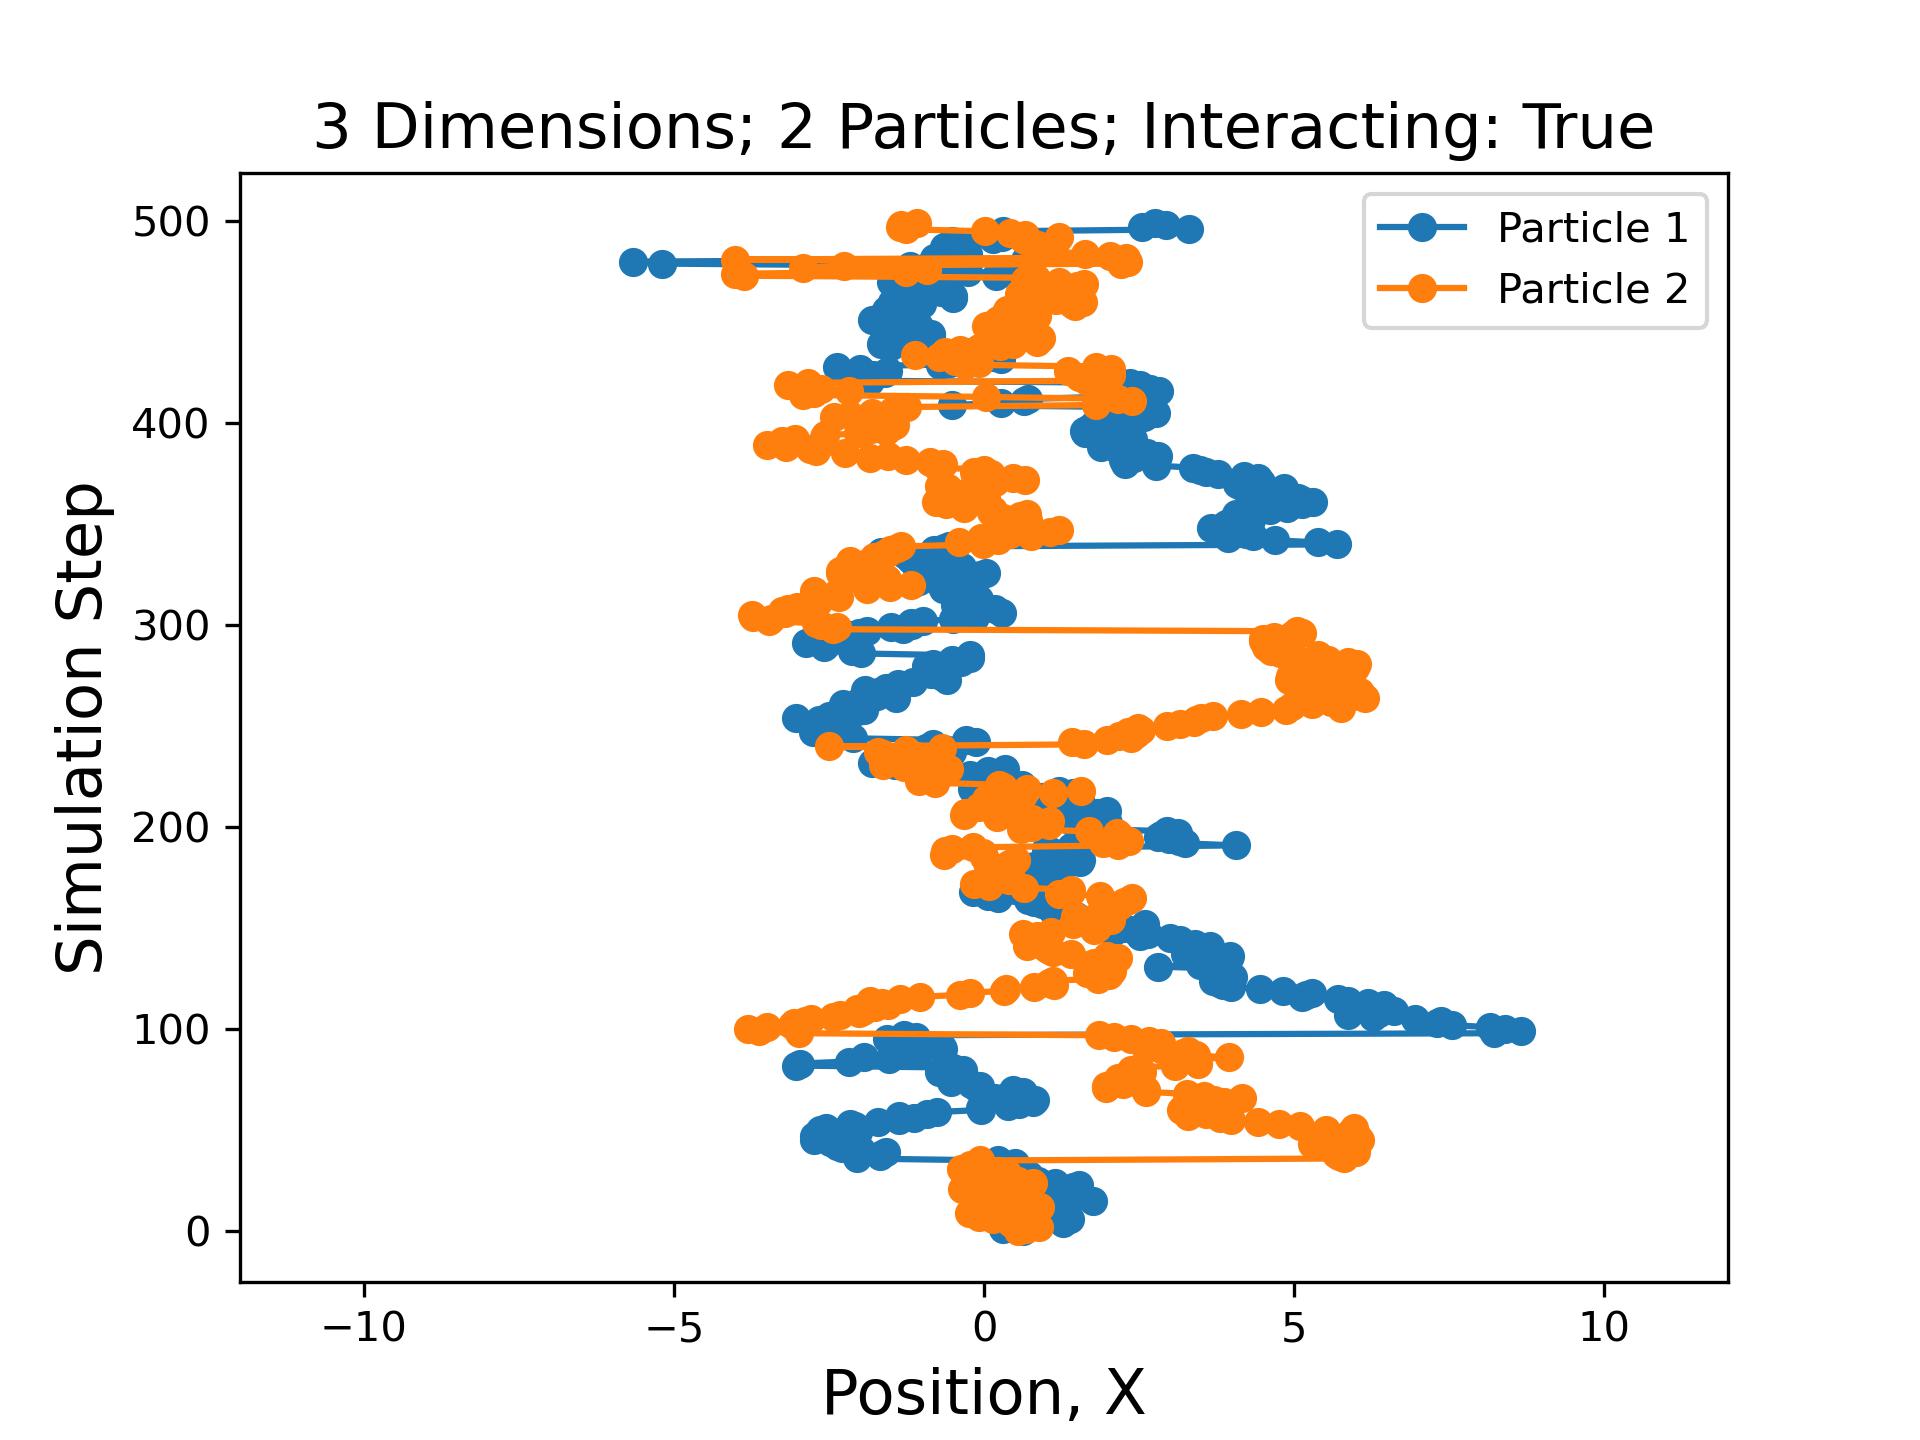 3 Dimensions; 2 Particles; Interacting: True
Particle 1
Particle 2
Simulation Step
500
400
300
200
100
0
−10
−5
0
5
10
Position, X